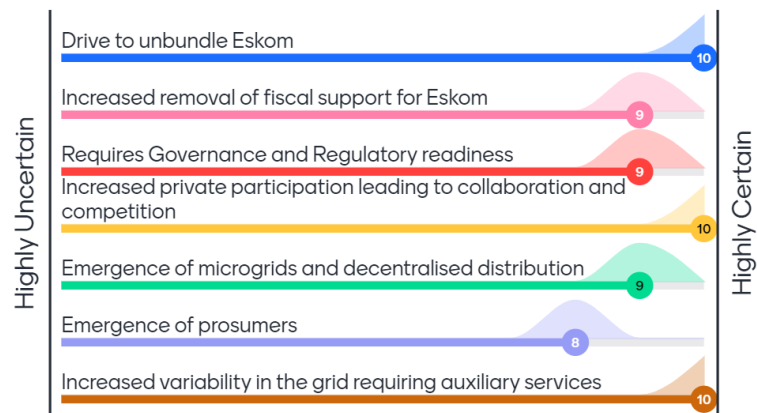 Drive to unbundle Eskom
10
Increased removal of fiscal support for Eskom
9
Requires Governance and Regulatory readiness
9
Increased private participation leading to collaboration and
competition
10
Emergence of microgrids and decentralised distribution
9
Emergence of prosumers
8
Increased variability in the grid requiring auxiliary services
10
Highly Uncertain
Highly Certain